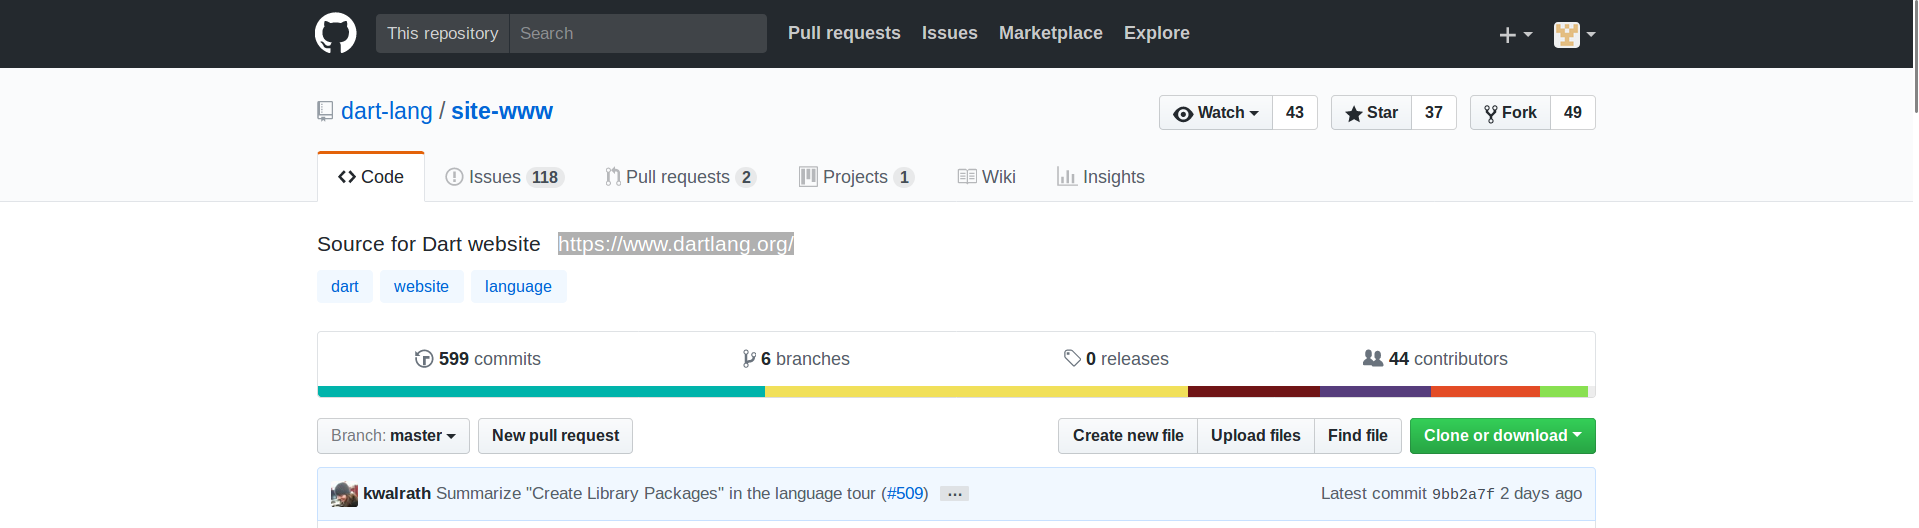 This repository Search Pull requests Issues Marketplace Explore
dart-lang / site-www Watch 43 Star 37 Fork 49
Code Issues 118 Pull requests 2 Projects 1 Wiki Insights
Source for Dart website https://www.dartlang.org/
dart website language
599 commits 6 branches 0 releases 44 contributors
Branch: master New pull request Create new file Upload files Find file Clone or download
kwalrath Summarize "Create Library Packages" in the language tour (#509) ... Latest commit 9bb2a7f 2 days ago